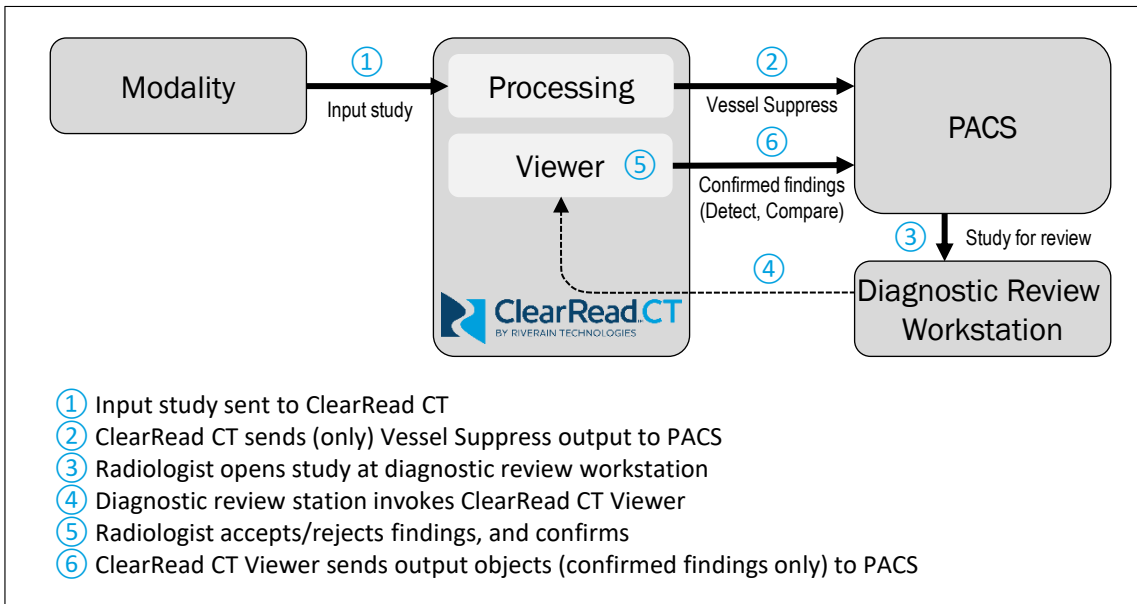 Modality
①
Input study
Processing
Viewer ⑤
ClearRead CT
BY RIVERAIN TECHNOLOGIES
②
Vessel Suppress
⑥
Confirmed findings
(Detect, Compare)
PACS
③ Study for review
④
Diagnostic Review
Workstation
① Input study sent to ClearRead CT
② ClearRead CT sends (only) Vessel Suppress output to PACS
③ Radiologist opens study at diagnostic review workstation
④ Diagnostic review station invokes ClearRead CT Viewer
⑤ Radiologist accepts/rejects findings, and confirms
⑥ ClearRead CT Viewer sends output objects (confirmed findings only) to PACS